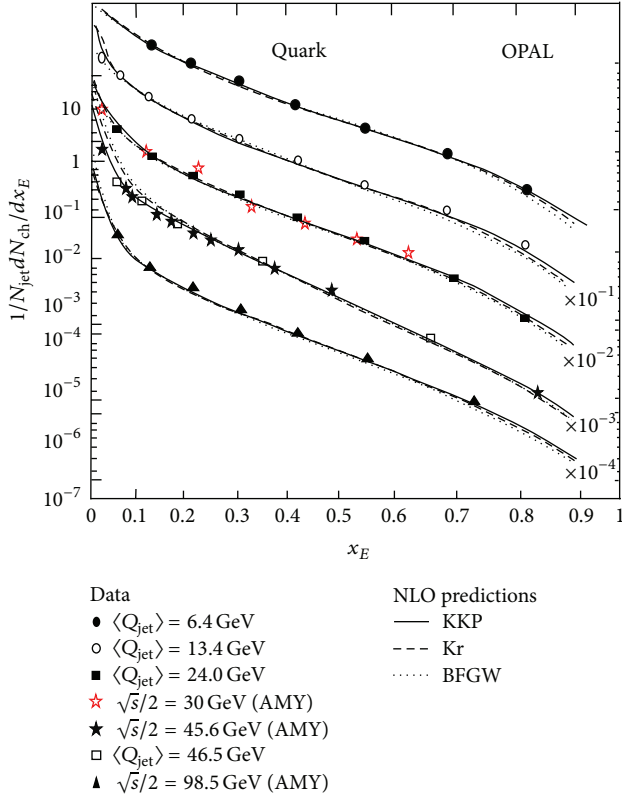 Quark OPAL
10
1
10⁻¹
10⁻²
10⁻³
10⁻⁴
10⁻⁵
10⁻⁶
10⁻⁷
1/N_jet dN_ch/dx_E
×10⁻¹
×10⁻²
×10⁻³
×10⁻⁴
0 0.1 0.2 0.3 0.4 0.5 0.6 0.7 0.8 0.9 1
x_E
Data
⟨Q_jet⟩ = 6.4 GeV
⟨Q_jet⟩ = 13.4 GeV
⟨Q_jet⟩ = 24.0 GeV
√s/2 = 30 GeV (AMY)
√s/2 = 45.6 GeV (AMY)
⟨Q_jet⟩ = 46.5 GeV
√s/2 = 98.5 GeV (AMY)
NLO predictions
KKP
Kr
BFGW